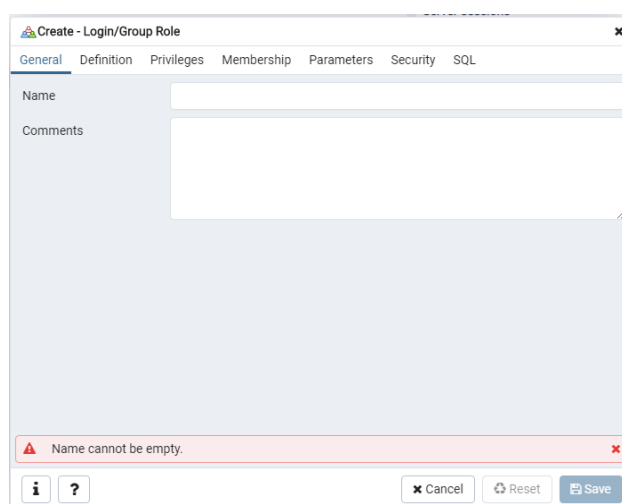 Create - Login/Group Role
General Definition Privileges Membership Parameters Security SQL
Name
Comments
Name cannot be empty.
i ? Cancel Reset Save